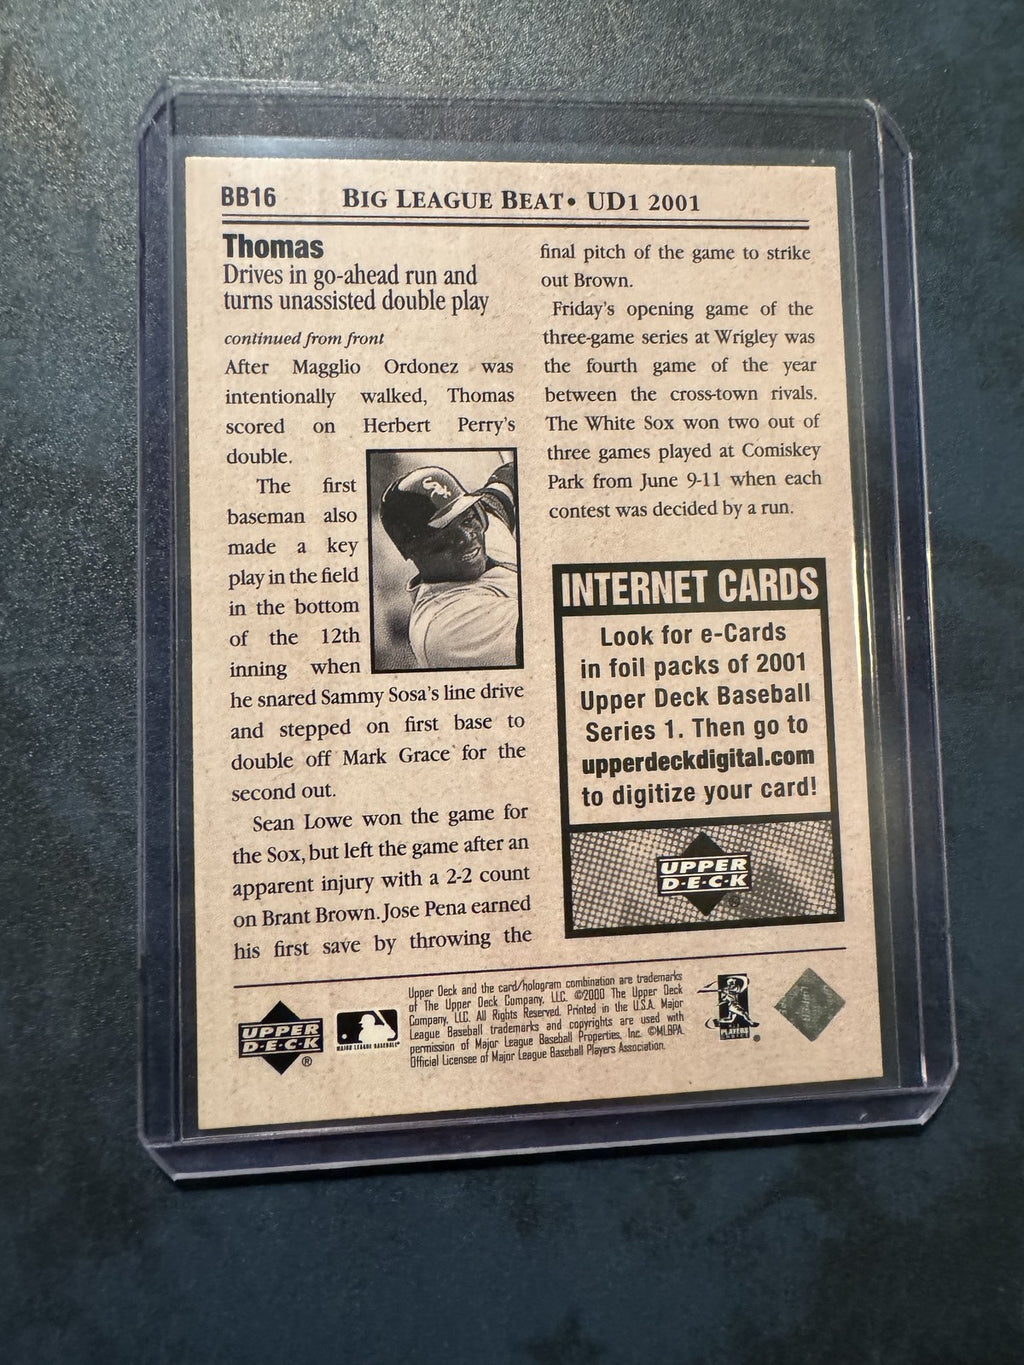 BB16 BIG LEAGUE BEAT• UD1 2001
Thomas
Drives in go-ahead run and
turns unassisted double play
continued from front
After Magglio Ordonez was
intentionally walked, Thomas
scored on Herbert Perry's
double.
The first
baseman also
made a key
play in the field
in the bottom
of the 12th
inning when
he snared Sammy Sosa's line drive
and stepped on first base to
double off Mark Grace for the
second out.
Sean Lowe won the game for
the Sox, but left the game after an
apparent injury with a 2-2 count
on Brant Brown. Jose Pena earned
his first save by throwing the
final pitch of the game to strike
out Brown.
Friday's opening game of the
three-game series at Wrigley was
the fourth game of the year
between the cross-town rivals.
The White Sox won two out of
three games played at Comiskey
Park from June 9-11 when each
contest was decided by a run.
INTERNET CARDS
Look for e-Cards
in foil packs of 2001
Upper Deck Baseball
Series 1. Then go to
upperdeckdigital.com
to digitize your card!
UPPER
D·E·C·K
®
UPPER
D·E·C·K
®
MAJOR LEAGUE BASEBALL
Upper Deck and the card/hologram combination are trademarks
of The Upper Deck Company, LLC. ©2000 The Upper Deck
Company, LLC. All Rights Reserved. Printed in the U.S.A. Major
League Baseball trademarks and copyrights are used with
permission of Major League Baseball Properties, Inc. ©MLBPA.
Official Licensee of Major League Baseball Players Association.